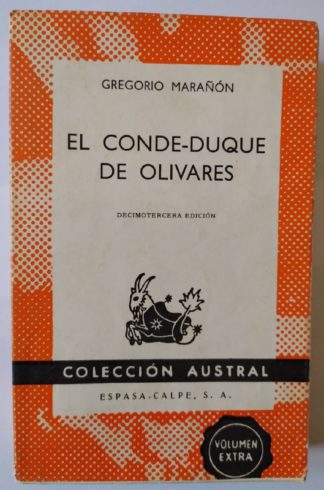 GREGORIO MARAÑÓN
EL CONDE-DUQUE
DE OLIVARES
DECIMOTERCERA EDICIÓN
COLECCIÓN AUSTRAL
ESPASA-CALPE, S. A.
VOLUMEN
EXTRA